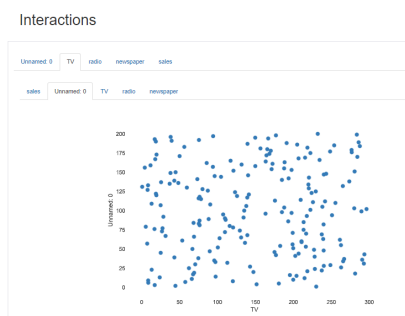 Interactions
Unnamed: 0 TV radio newspaper sales
sales Unnamed: 0 TV radio newspaper
200
175
150
125
100
75
50
25
0
Unnamed: 0
0 50 100 150 200 250 300
TV